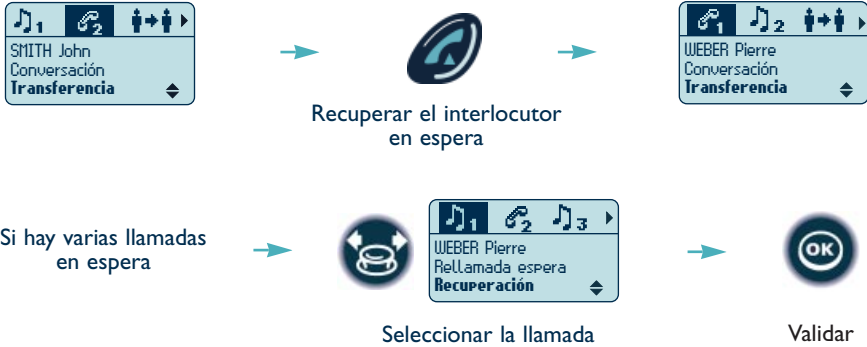 1 2
SMITH John
Conversación
Transferencia
Recuperar el interlocutor
en espera
1 2
WEBER Pierre
Conversación
Transferencia
Si hay varias llamadas
en espera
1 2 3
WEBER Pierre
Rellamada espera
Recuperación
Seleccionar la llamada
OK
Validar